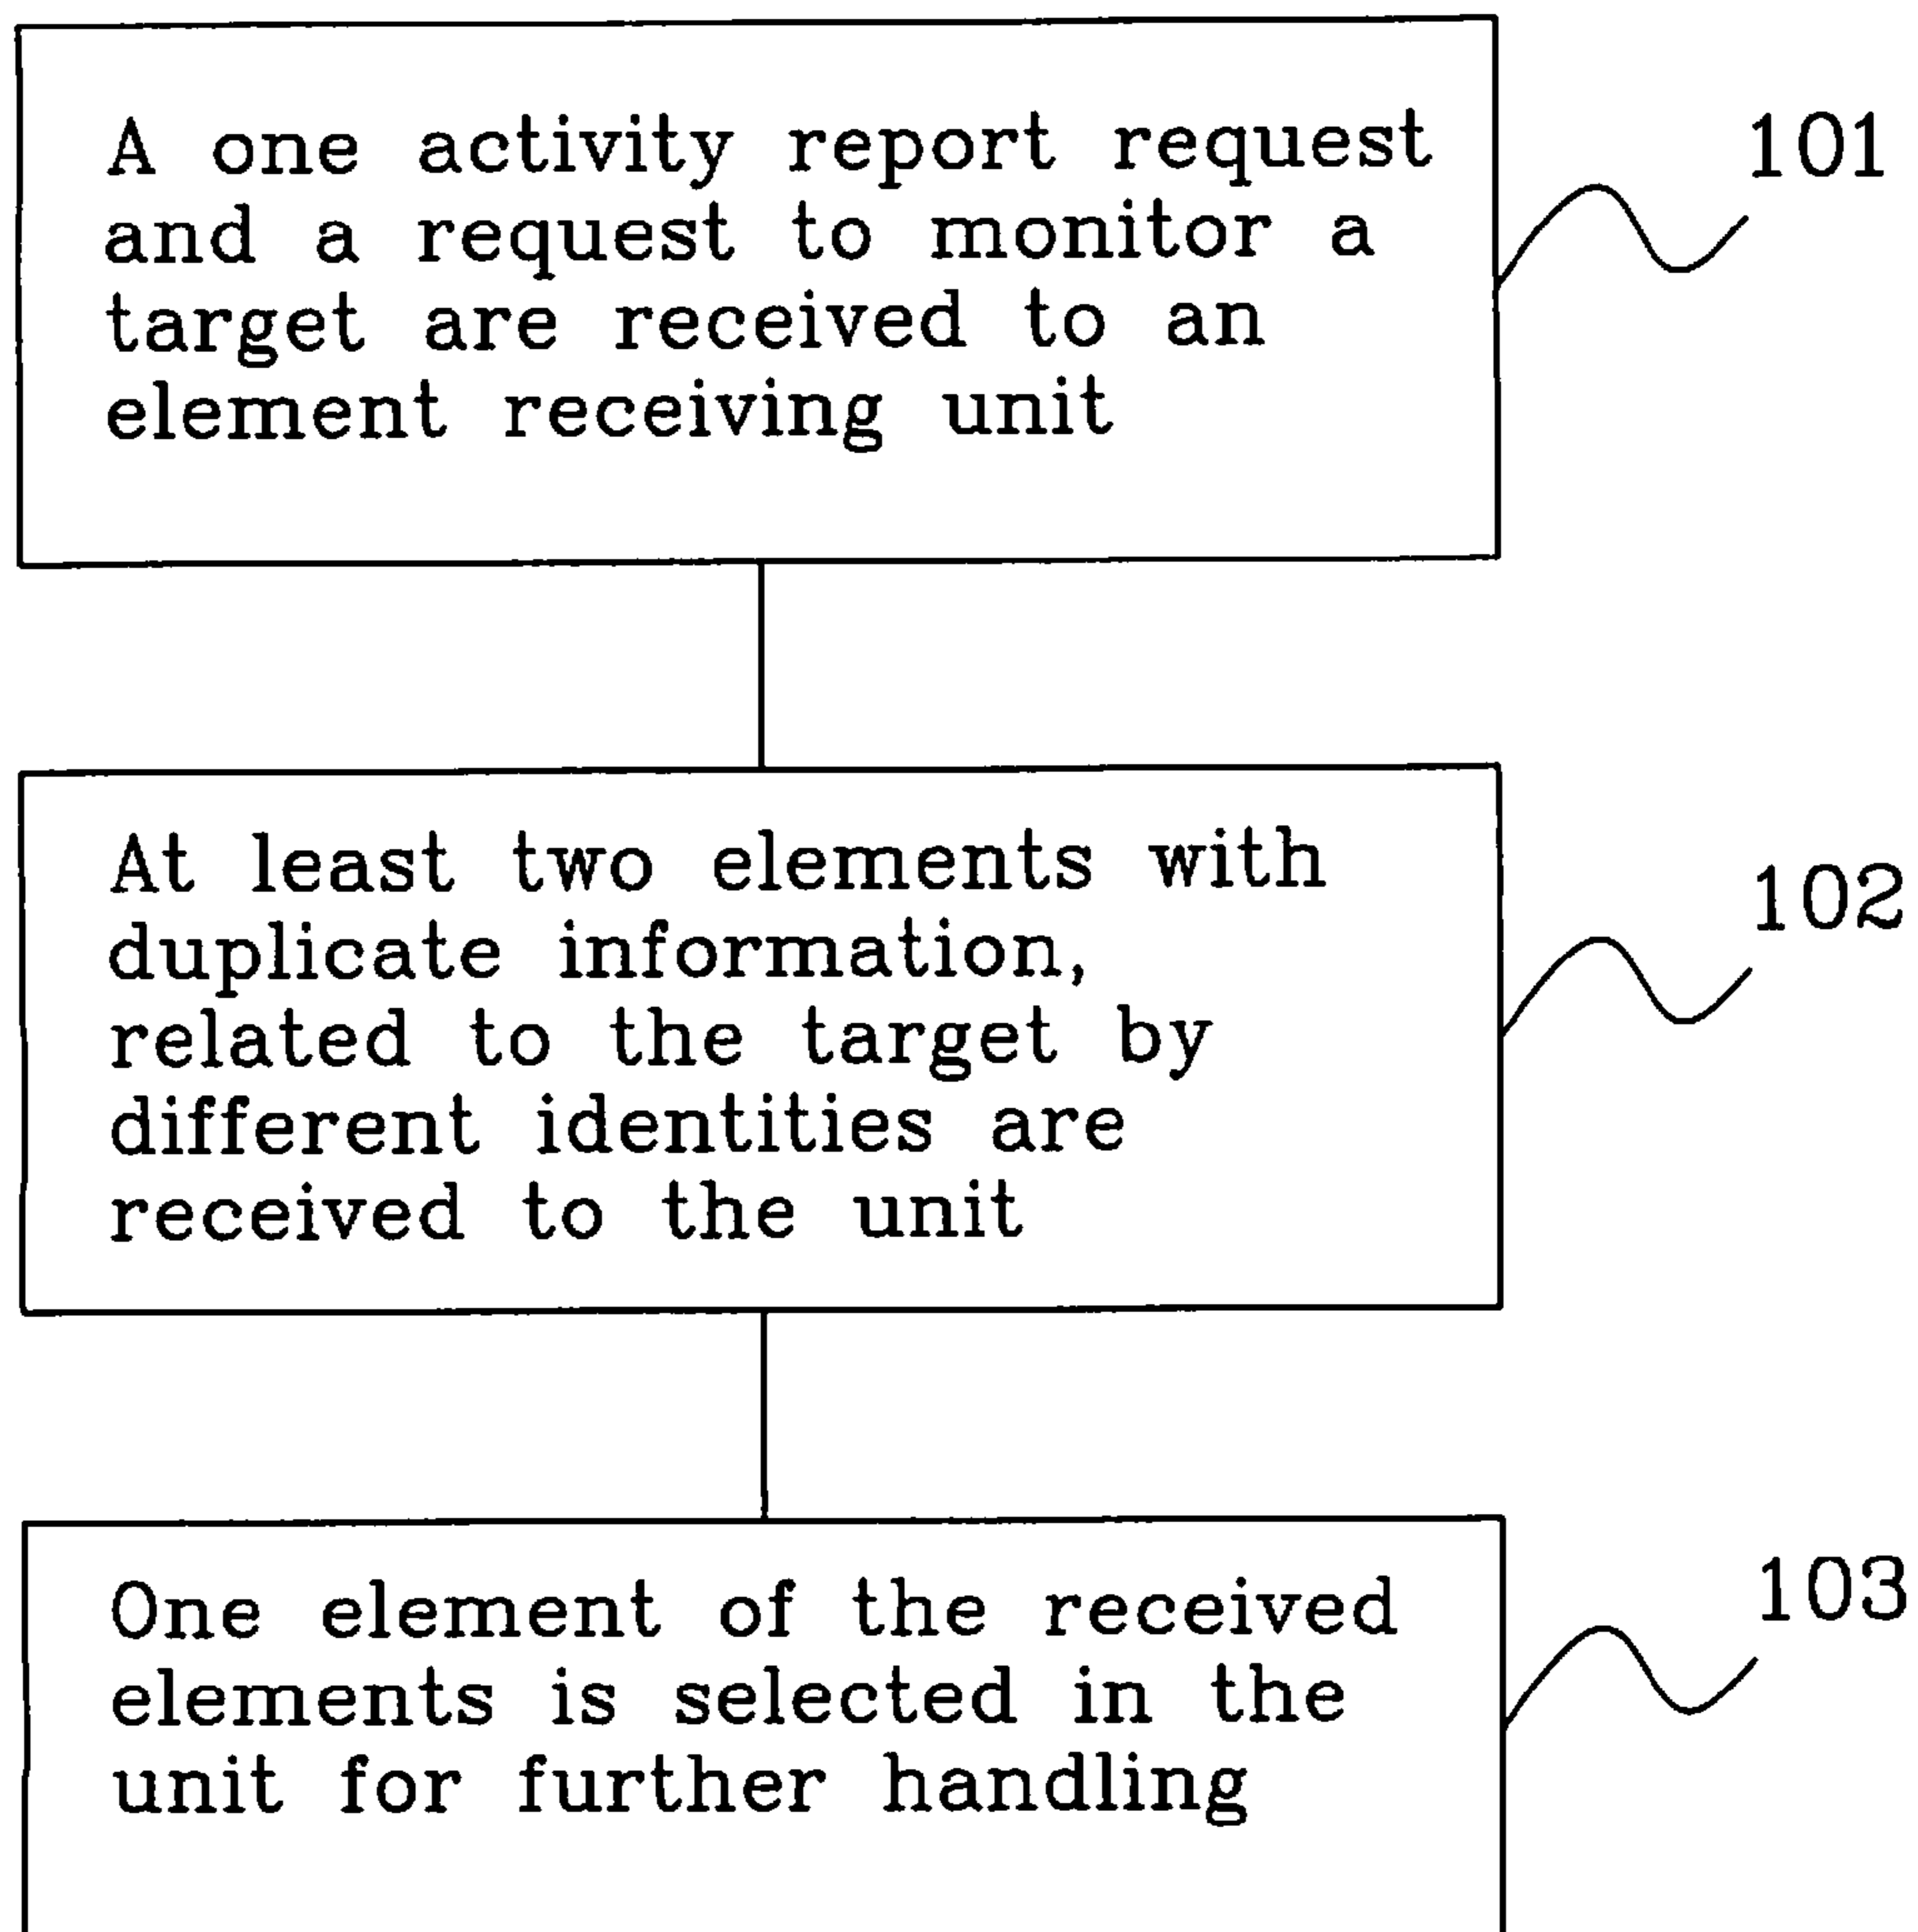 A one activity report request
101
and a request to monitor a
target are received to an
element receiving unit
At least two elements with
102
duplicate information,
related to the target by
different identities are
received to the unit
One element of the received
103
elements is selected in the
unit for further handling